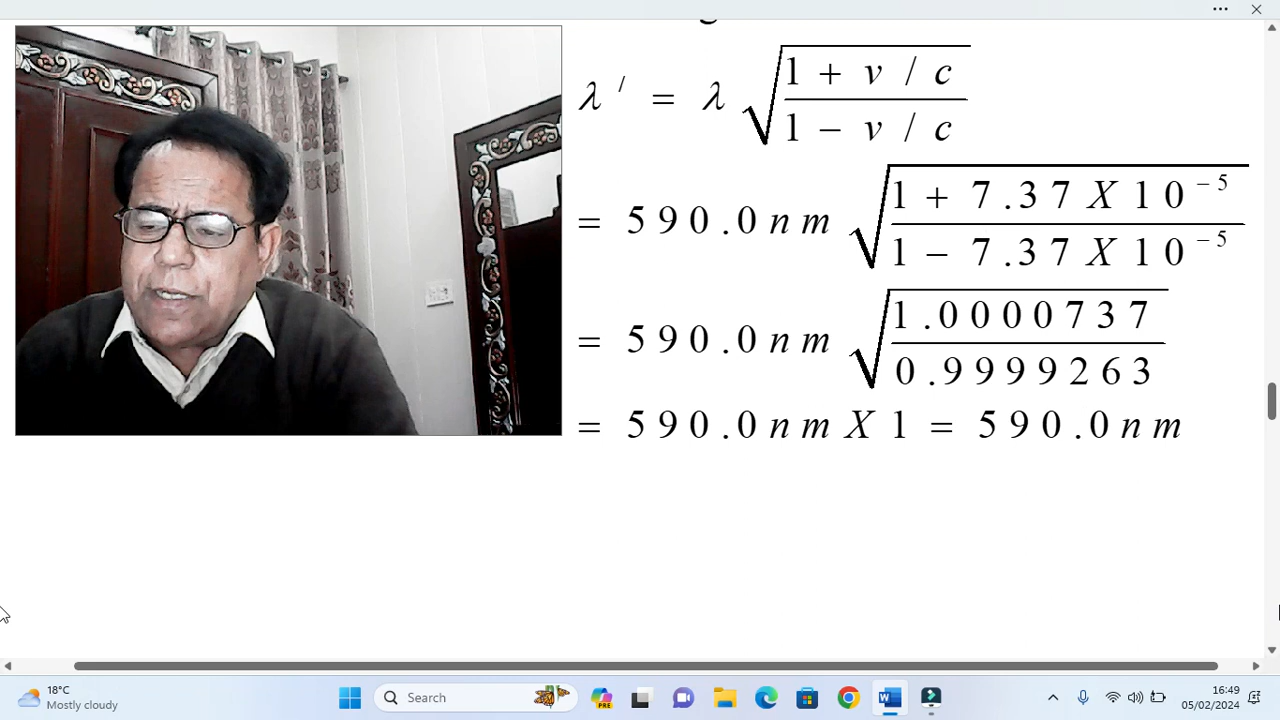 λ' = λ √((1 + v / c) / (1 − v / c))
= 590.0 nm √((1 + 7.37 X 10⁻⁵) / (1 − 7.37 X 10⁻⁵))
= 590.0 nm √(1.0000737 / 0.9999263)
= 590.0 nm X 1 = 590.0 nm
18°C
Mostly cloudy
Search
PRE
W
16:49
05/02/2024